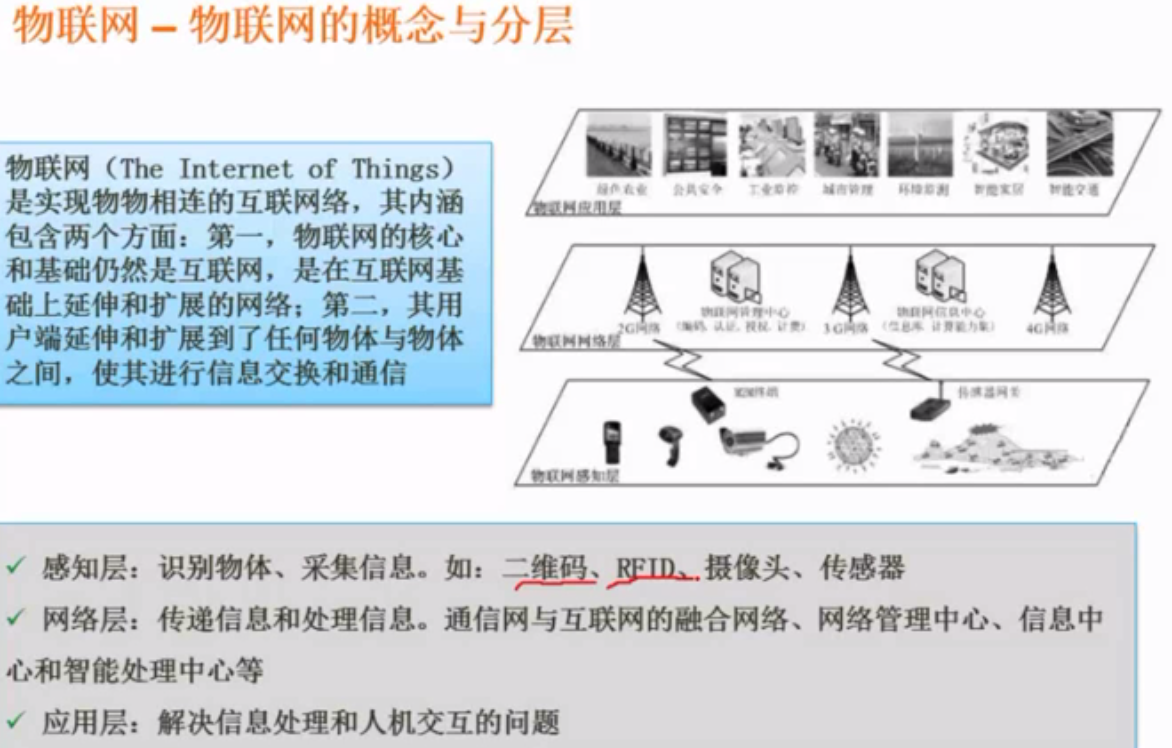 物联网 – 物联网的概念与分层
物联网（The Internet of Things）
是实现物物相连的互联网络，其内涵
包含两个方面：第一，物联网的核心
和基础仍然是互联网，是在互联网基
础上延伸和扩展的网络；第二，其用
户端延伸和扩展到了任何物体与物体
之间，使其进行信息交换和通信
绿色农业 公共安全 工业监控 城市管理 环境监测 智能家居 智能交通
物联网应用层
物联网管理中心
（编码、认证、授权、计费）
物联网信息中心
（信息库、计算能力集）
2G网络 3G网络 4G网络
物联网网络层
M2M终端 传感器网关
物联网感知层
✓ 感知层：识别物体、采集信息。如：二维码、RFID、摄像头、传感器
✓ 网络层：传递信息和处理信息。通信网与互联网的融合网络、网络管理中心、信息中
心和智能处理中心等
✓ 应用层：解决信息处理和人机交互的问题